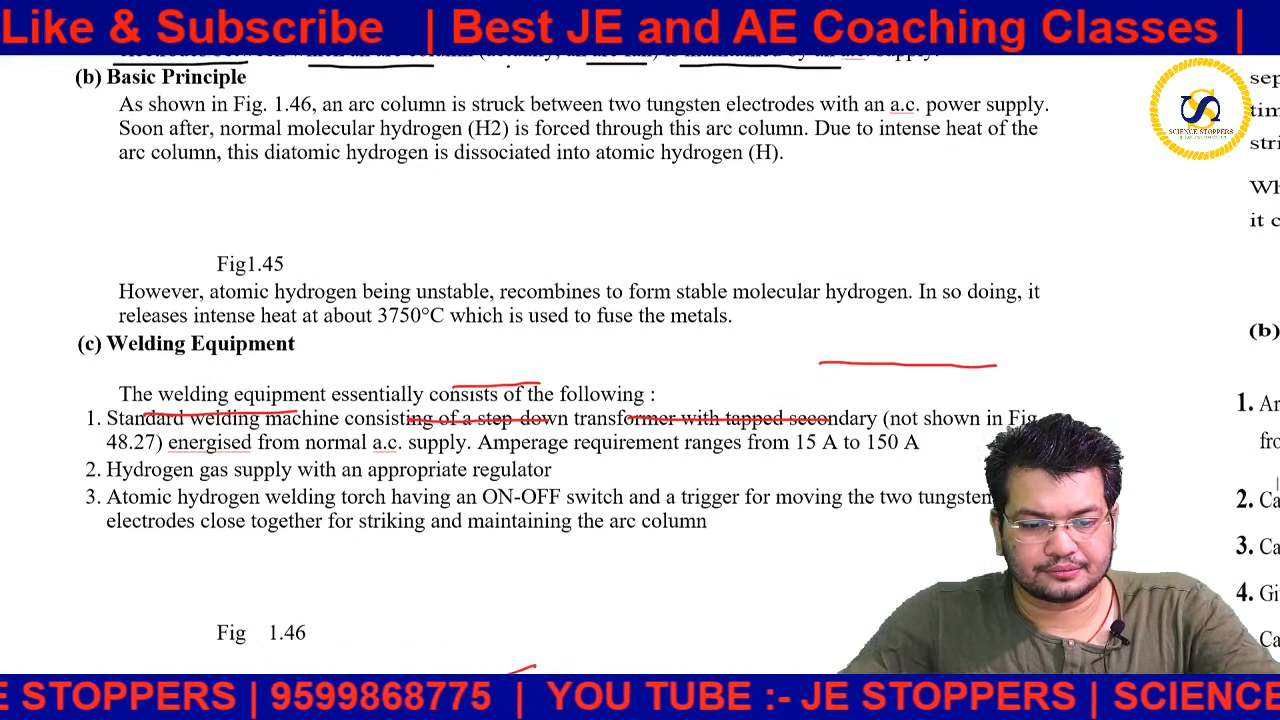 Like & Subscribe | Best JE and AE Coaching Classes |
(b) Basic Principle
As shown in Fig. 1.46, an arc column is struck between two tungsten electrodes with an a.c. power supply.
Soon after, normal molecular hydrogen (H2) is forced through this arc column. Due to intense heat of the
arc column, this diatomic hydrogen is dissociated into atomic hydrogen (H).
Fig1.45
However, atomic hydrogen being unstable, recombines to form stable molecular hydrogen. In so doing, it
releases intense heat at about 3750°C which is used to fuse the metals.
(c) Welding Equipment
The welding equipment essentially consists of the following :
1. Standard welding machine consisting of a step-down transformer with tapped secondary (not shown in Fig.
48.27) energised from normal a.c. supply. Amperage requirement ranges from 15 A to 150 A
2. Hydrogen gas supply with an appropriate regulator
3. Atomic hydrogen welding torch having an ON-OFF switch and a trigger for moving the two tungsten
electrodes close together for striking and maintaining the arc column
Fig 1.46
SCIENCE STOPPERS
(b)
1.
2.
3.
4.
E STOPPERS | 9599868775 | YOU TUBE :- JE STOPPERS | SCIENCE